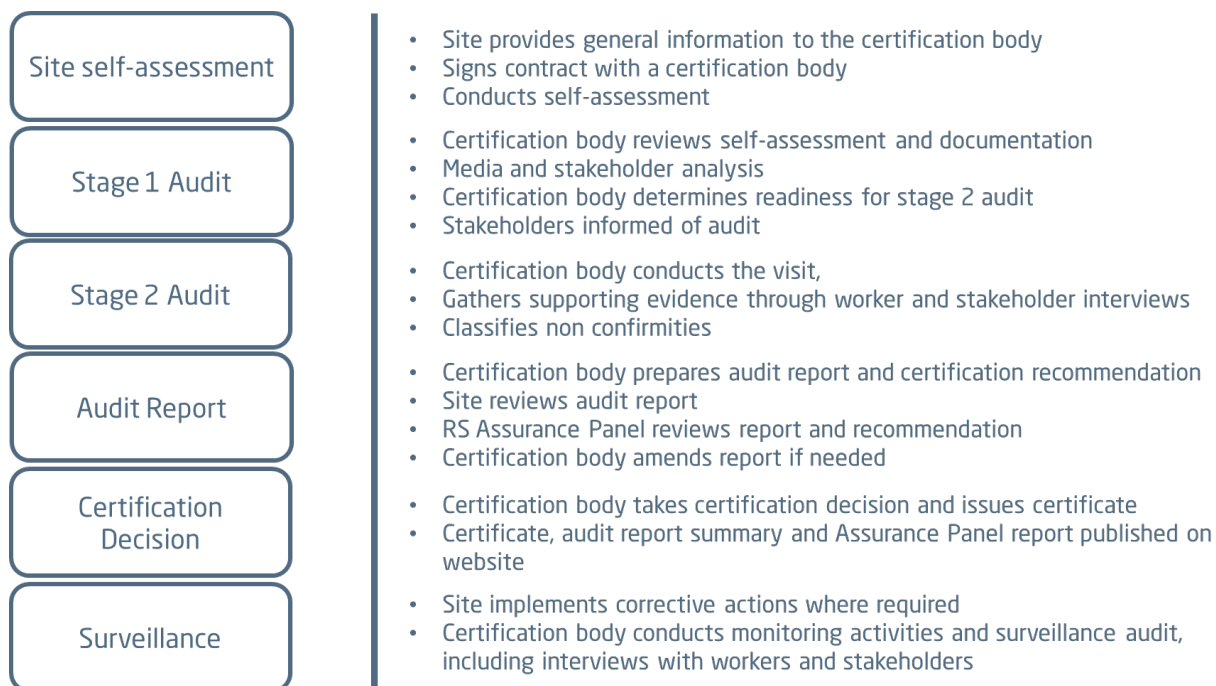 Site self-assessment
• Site provides general information to the certification body
• Signs contract with a certification body
• Conducts self-assessment
Stage 1 Audit
• Certification body reviews self-assessment and documentation
• Media and stakeholder analysis
• Certification body determines readiness for stage 2 audit
• Stakeholders informed of audit
Stage 2 Audit
• Certification body conducts the visit,
• Gathers supporting evidence through worker and stakeholder interviews
• Classifies non confirmities
Audit Report
• Certification body prepares audit report and certification recommendation
• Site reviews audit report
• RS Assurance Panel reviews report and recommendation
• Certification body amends report if needed
Certification
Decision
• Certification body takes certification decision and issues certificate
• Certificate, audit report summary and Assurance Panel report published on
website
Surveillance
• Site implements corrective actions where required
• Certification body conducts monitoring activities and surveillance audit,
including interviews with workers and stakeholders